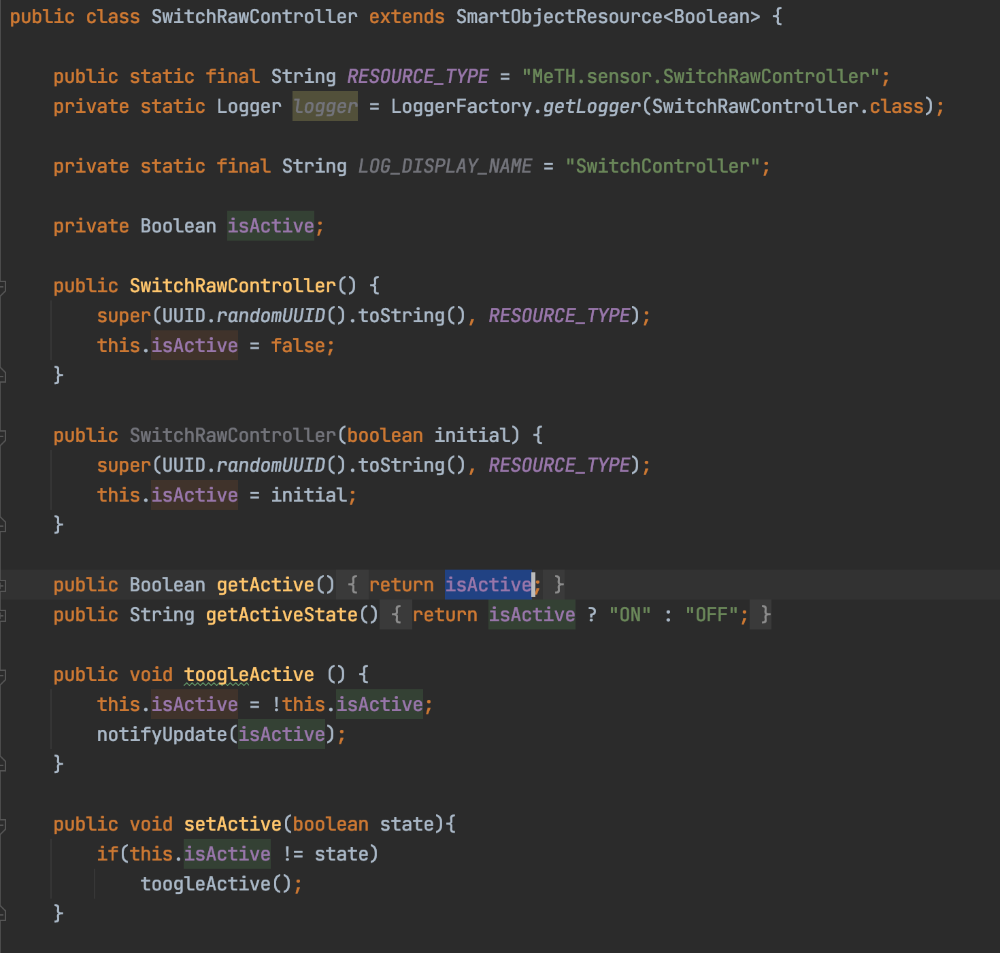 public class SwitchRawController extends SmartObjectResource<Boolean> {
public static final String RESOURCE_TYPE = "MeTH.sensor.SwitchRawController";
private static Logger logger = LoggerFactory.getLogger(SwitchRawController.class);
private static final String LOG_DISPLAY_NAME = "SwitchController";
private Boolean isActive;
public SwitchRawController() {
super(UUID.randomUUID().toString(), RESOURCE_TYPE);
this.isActive = false;
}
public SwitchRawController(boolean initial) {
super(UUID.randomUUID().toString(), RESOURCE_TYPE);
this.isActive = initial;
}
public Boolean getActive() { return isActive; }
public String getActiveState() { return isActive ? "ON" : "OFF"; }
public void toogleActive () {
this.isActive = !this.isActive;
notifyUpdate(isActive);
}
public void setActive(boolean state){
if(this.isActive != state)
toogleActive();
}